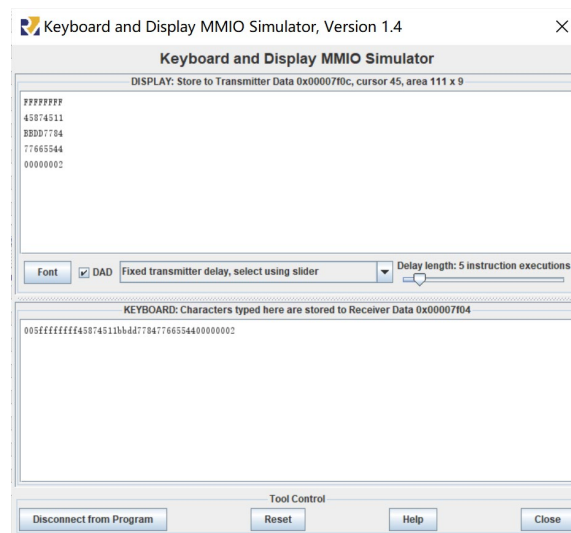 Keyboard and Display MMIO Simulator, Version 1.4
Keyboard and Display MMIO Simulator
DISPLAY: Store to Transmitter Data 0x00007f0c, cursor 45, area 111 x 9
FFFFFFFF
45874511
BBDD7784
77665544
00000002
Font DAD Fixed transmitter delay, select using slider Delay length: 5 instruction executions
KEYBOARD: Characters typed here are stored to Receiver Data 0x00007f04
005ffffffff45874511bbdd77847766554400000002
Tool Control
Disconnect from Program Reset Help Close